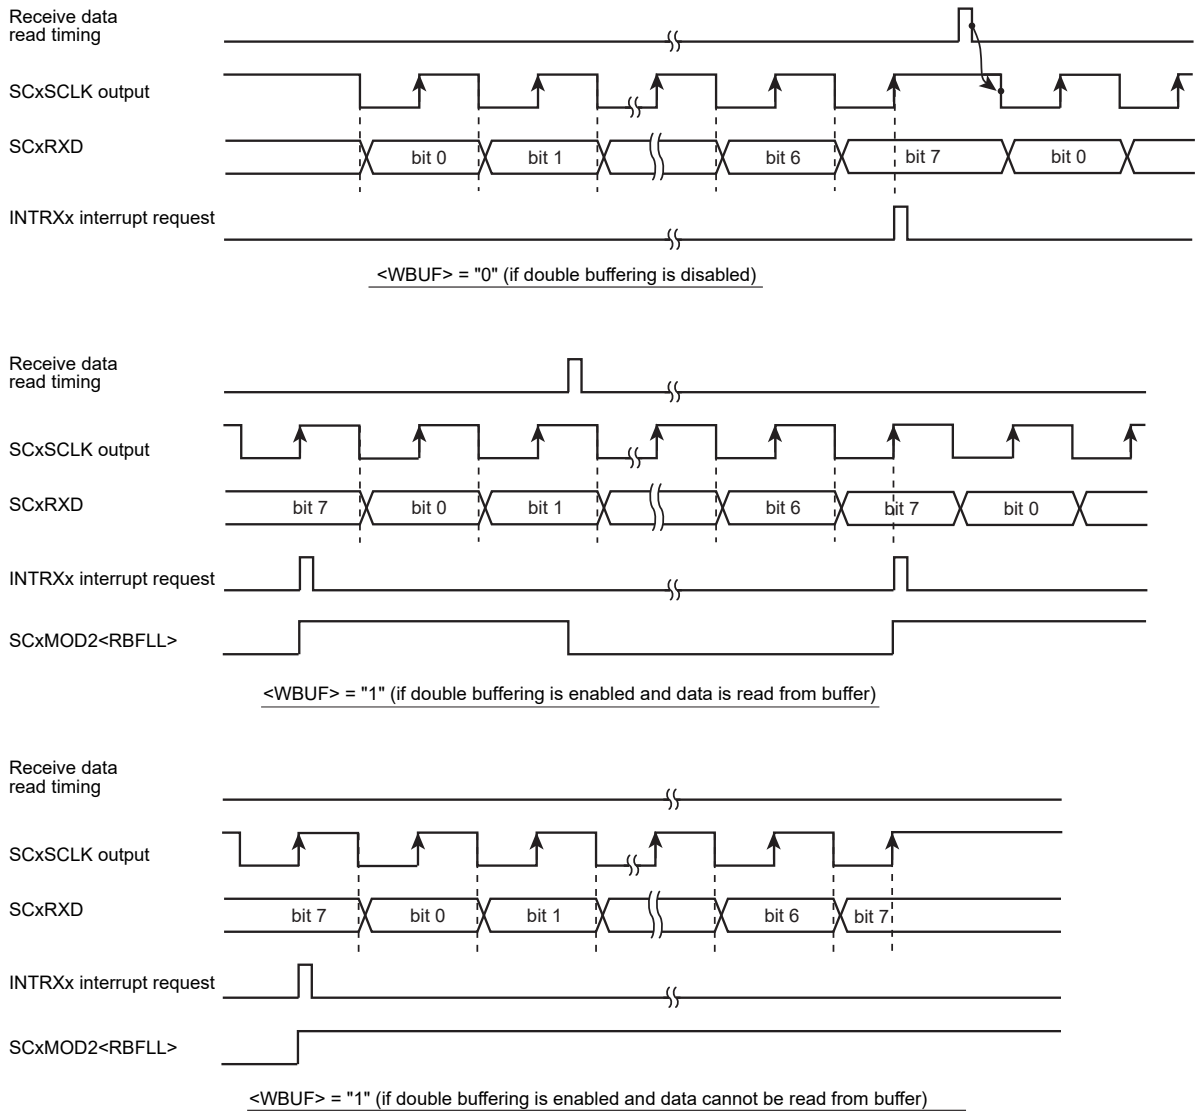 Receive data
read timing
SCxSCLK output
SCxRXD
bit 0
bit 1
bit 6
bit 7
bit 0
INTRXx interrupt request
<WBUF> = "0" (if double buffering is disabled)
Receive data
read timing
SCxSCLK output
SCxRXD
bit 7
bit 0
bit 1
bit 6
bit 7
bit 0
INTRXx interrupt request
SCxMOD2<RBFLL>
<WBUF> = "1" (if double buffering is enabled and data is read from buffer)
Receive data
read timing
SCxSCLK output
SCxRXD
bit 7
bit 0
bit 1
bit 6
bit 7
INTRXx interrupt request
SCxMOD2<RBFLL>
<WBUF> = "1" (if double buffering is enabled and data cannot be read from buffer)